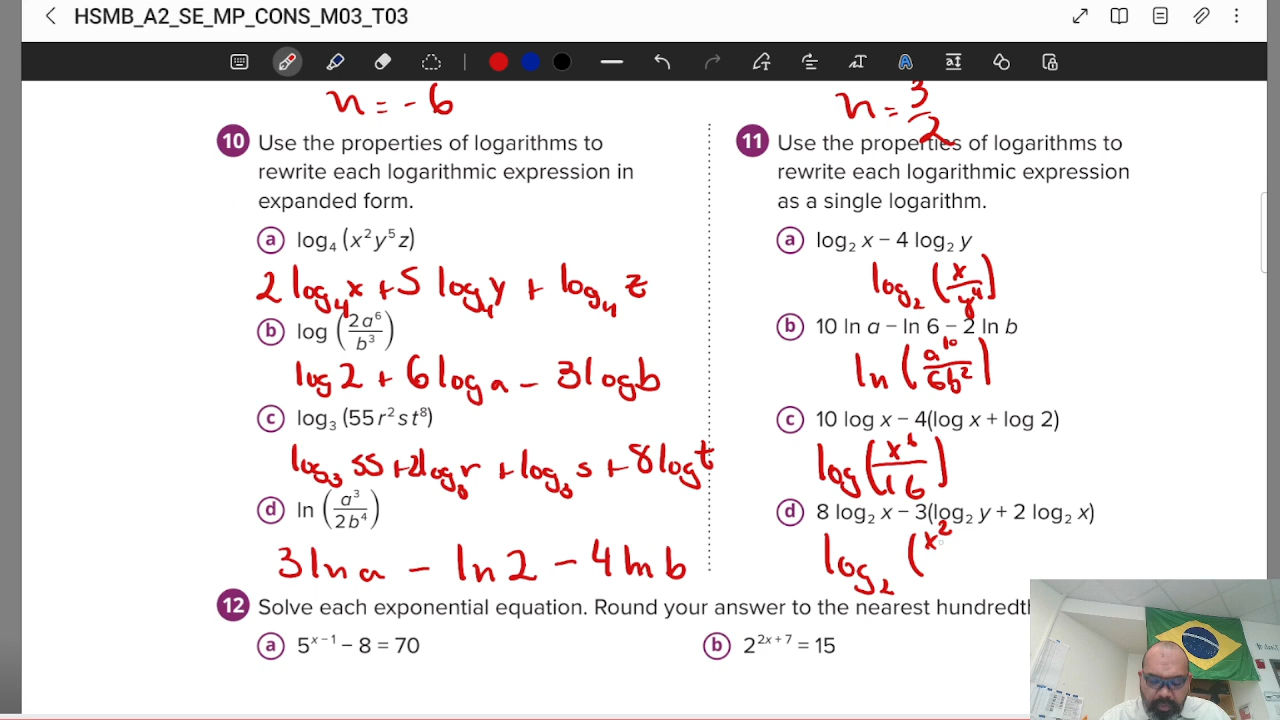 HSMB_A2_SE_MP_CONS_M03_T03
n = -6
n = 3/2
10 Use the properties of logarithms to
rewrite each logarithmic expression in
expanded form.
a log₄ (x²y⁵z)
2 log₄x + 5 log₄y + log₄ z
b log (2a⁶/b³)
log 2 + 6 log a - 3 log b
c log₃ (55r²st⁸)
log₃ 55 + 2 log₃ r + log₃ s + 8 log t
d ln (a³/2b⁴)
3 ln a - ln 2 - 4 ln b
11 Use the properties of logarithms to
rewrite each logarithmic expression
as a single logarithm.
a log₂ x − 4 log₂ y
log₂ (x/y⁴)
b 10 ln a − ln 6 − 2 ln b
ln (a¹⁰/6b²)
c 10 log x − 4(log x + log 2)
log (x⁶/16)
d 8 log₂ x − 3(log₂ y + 2 log₂ x)
log₂ (x²
12 Solve each exponential equation. Round your answer to the nearest hundredth
a 5ˣ⁻¹ − 8 = 70
b 2²ˣ⁺⁷ = 15